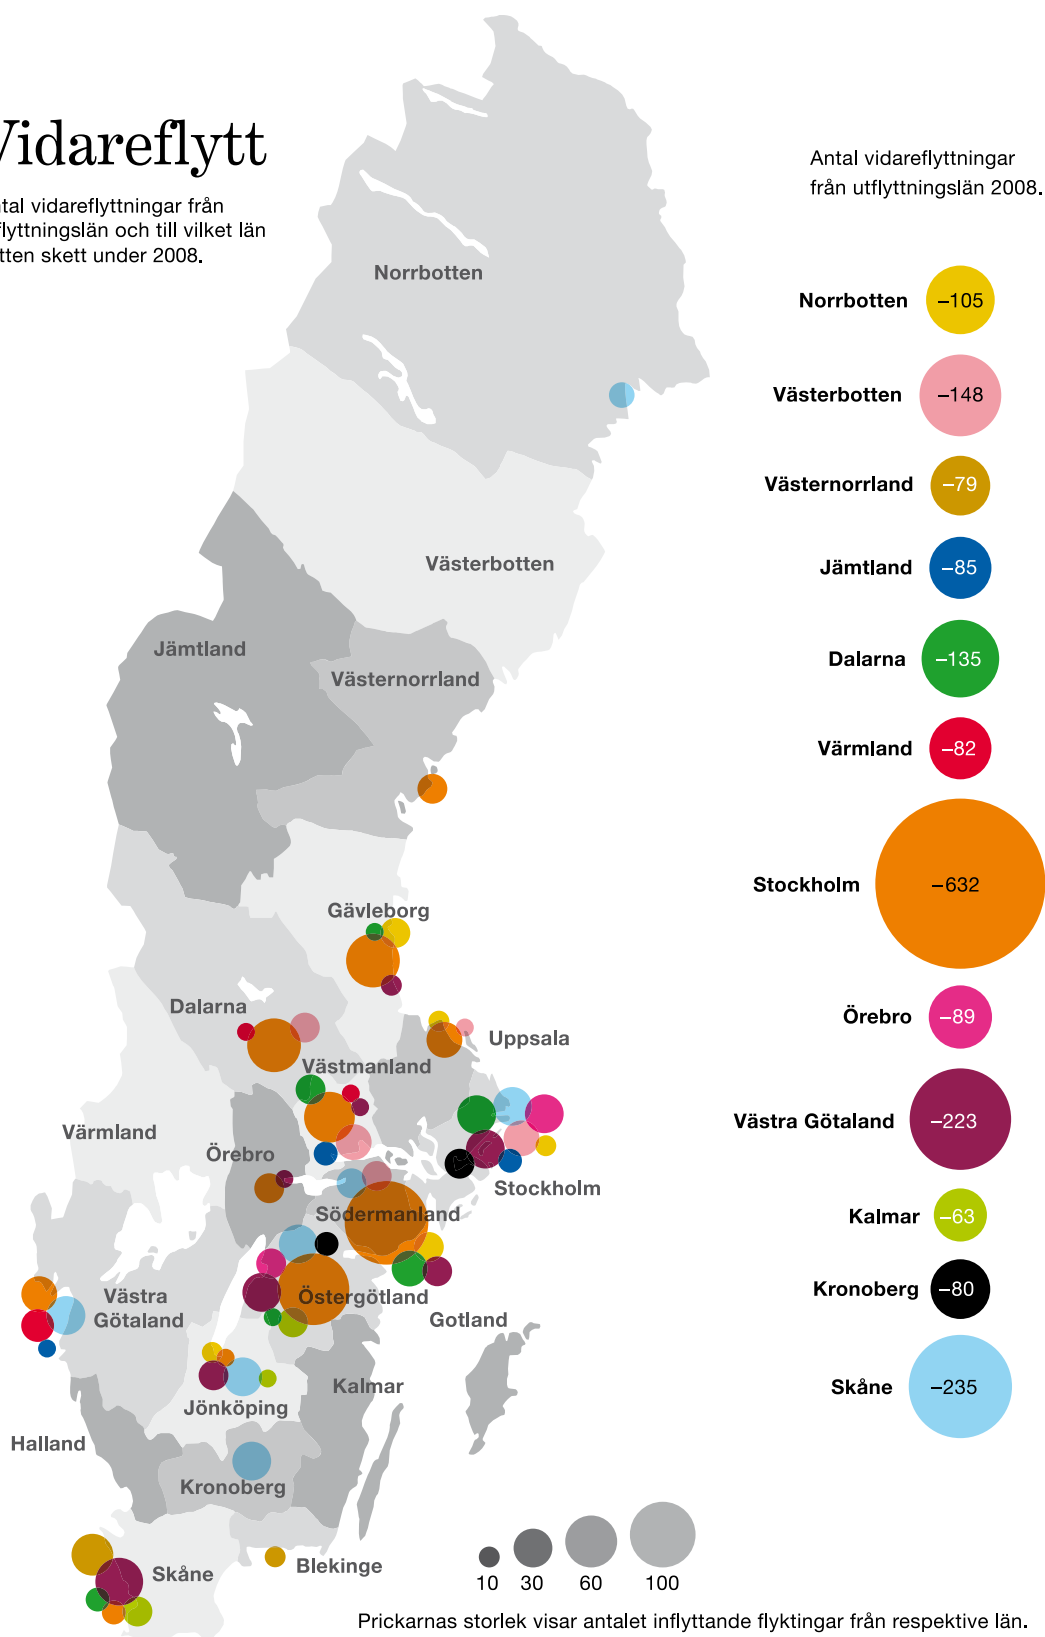 Vidareflytt
ntal vidareflyttningar från
flyttningslän och till vilket län
tten skett under 2008.
Antal vidareflyttningar
från utflyttningslän 2008.
Norrbotten –105
Västerbotten –148
Västernorrland –79
Jämtland –85
Dalarna –135
Värmland –82
Stockholm –632
Örebro –89
Västra Götaland –223
Kalmar –63
Kronoberg –80
Skåne –235
Norrbotten
Västerbotten
Jämtland
Västernorrland
Gävleborg
Dalarna
Uppsala
Västmanland
Värmland
Örebro
Stockholm
Södermanland
Västra
Götaland
Östergötland
Gotland
Kalmar
Jönköping
Halland
Kronoberg
Blekinge
Skåne
10 30 60 100
Prickarnas storlek visar antalet inflyttande flyktingar från respektive län.